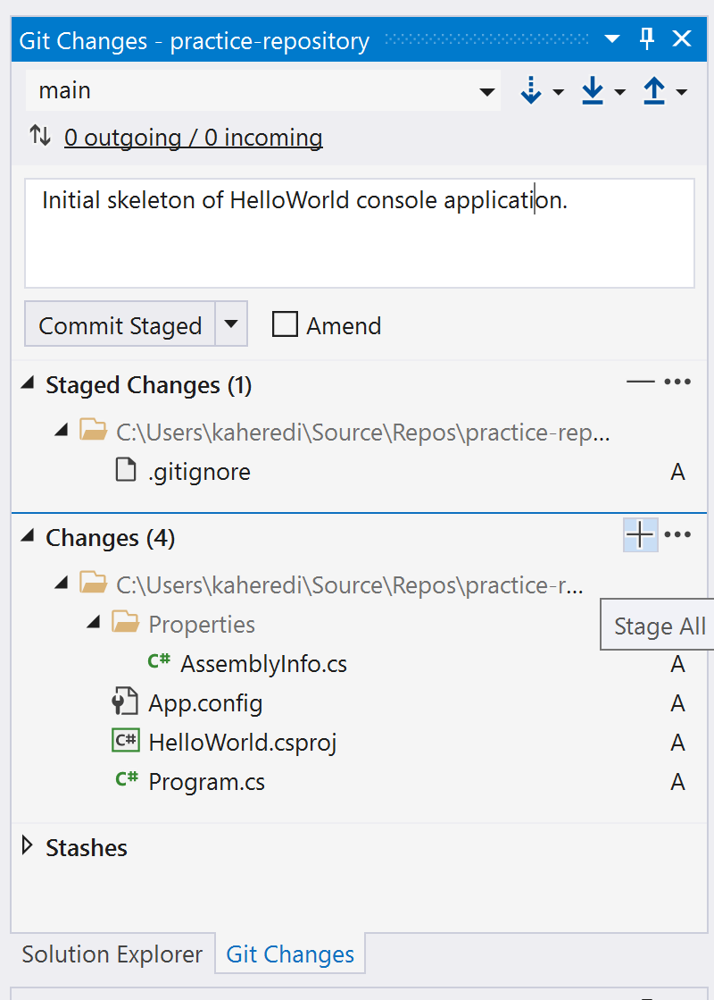 Git Changes - practice-repository
main
0 outgoing / 0 incoming
Initial skeleton of HelloWorld console application.
Commit Staged
Amend
Staged Changes (1)
C:\Users\kaheredi\Source\Repos\practice-rep...
.gitignore A
Changes (4)
C:\Users\kaheredi\Source\Repos\practice-r...
Properties
Stage All
C# AssemblyInfo.cs A
App.config A
C# HelloWorld.csproj A
C# Program.cs A
Stashes
Solution Explorer Git Changes